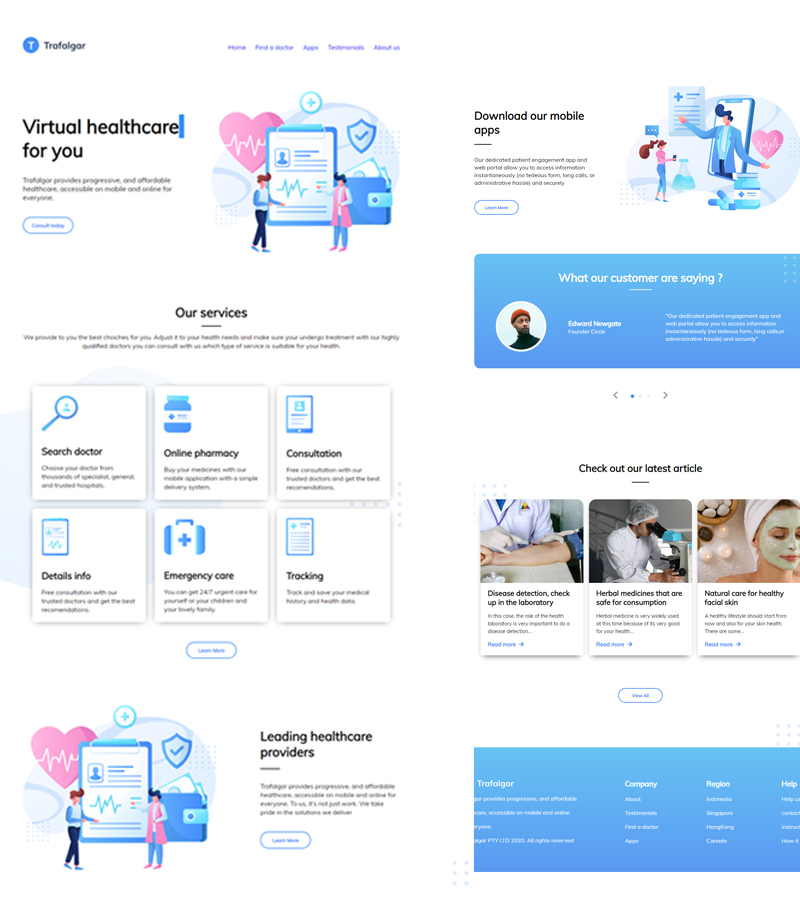 T Trafalgar
Home Find a doctor Apps Testimonials About us
Virtual healthcare
for you
Trafalgar provides progressive, and affordable
healthcare, accessible on mobile and online for
everyone.
Consult today
Our services
We provide to you the best choiches for you. Adjust it to your health needs and make sure your undergo treatment with our highly
qualified doctors you can consult with us which type of service is suitable for your health.
Search doctor
Choose your doctor from
thousands of specialist, general,
and trusted hospitals.
Online pharmacy
Buy your medicines with our
mobile application with a simple
delivery system.
Consultation
Free consultation with our
trusted doctors and get the best
recomendations.
Details info
Free consultation with our
trusted doctors and get the best
recomendations.
Emergency care
You can get 24/7 urgent care for
yourself or your children and
your lovely family.
Tracking
Track and save your medical
history and health data.
Learn More
Leading healthcare
providers
Trafalgar provides progressive, and affordable
healthcare, accessible on mobile and online for
everyone. To us, it's not just work. We take
pride in the solutions we deliver
Learn More
Download our mobile
apps
Our dedicated patient engagement app and
web portal allow you to access information
instantaneously (no tedeous form, long calls, or
administrative hassle) and securely
Learn More
What our customer are saying ?
Edward Newgate
Founder Circle
"Our dedicated patient engagement app and
web portal allow you to access information
instantaneously (no tedeous form, long calls,or
administrative hassle) and securely"
Check out our latest article
Disease detection, check
up in the laboratory
In this case, the role of the health
laboratory is very important to do a
disease detection...
Read more
Herbal medicines that are
safe for consumption
Herbal medicine is very widely used
at this time because of its very good
for your health...
Read more
Natural care for healthy
facial skin
A healthy lifestyle should start from
now and also for your skin health.
There are some...
Read more
View All
Trafalgar
gar provides progressive, and affordable
care, accessible on mobile and online
ryone.
lgar PTY LTD 2020. All rights reserved
Company
About
Testimonials
Find a doctor
Apps
Region
Indonesia
Singapore
HongKong
Canada
Help
Help ce
contact
Instruct
How it